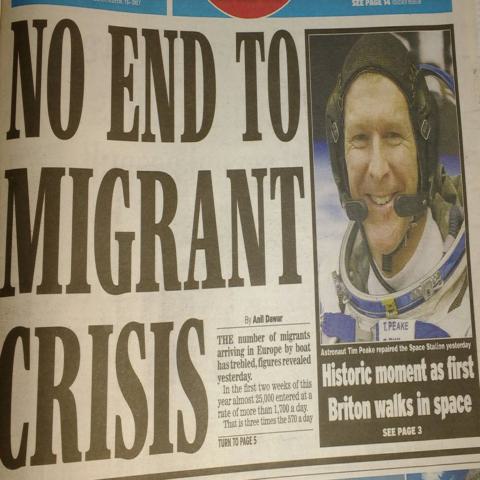 SEE PAGE 14
NO END TO
MIGRANT
CRISIS
By Anil Dawar
THE number of migrants
arriving in Europe by boat
has trebled, figures revealed
yesterday.
In the first two weeks of this
year almost 25,000 entered at a
rate of more than 1,700 a day.
That is three times the 570 a day
TURN TO PAGE 5
T. PEAKE
Astronaut Tim Peake repaired the Space Station yesterday
Historic moment as first
Briton walks in space
SEE PAGE 3